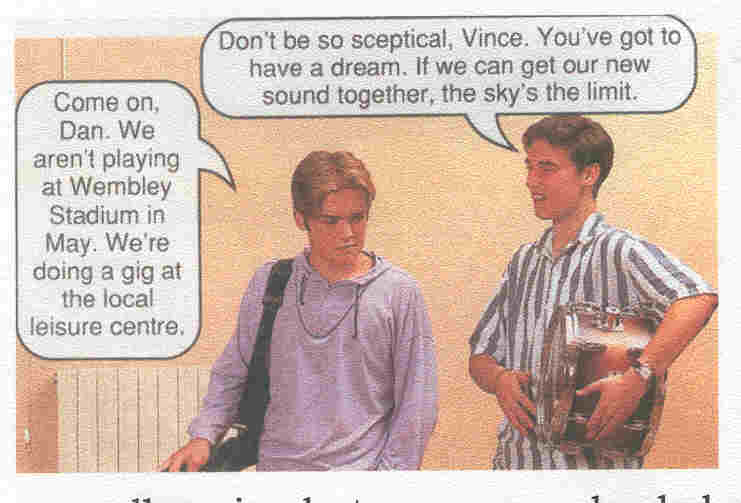 Come on,
Dan. We
aren't playing
at Wembley
Stadium in
May. We're
doing a gig at
the local
leisure centre.
Don't be so sceptical, Vince. You've got to
have a dream. If we can get our new
sound together, the sky's the limit.